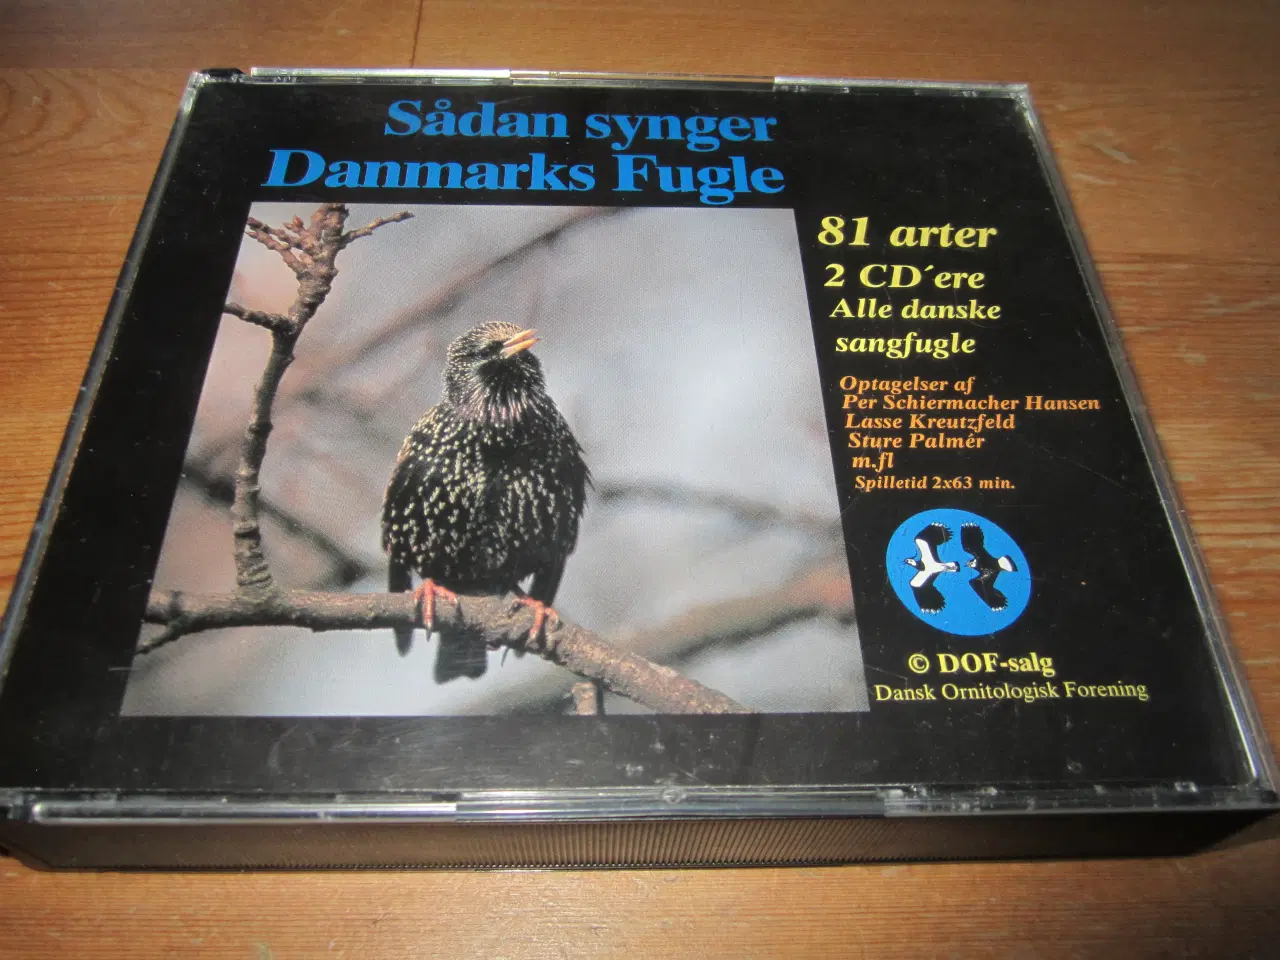 Sådan synger
Danmarks Fugle
81 arter
2 CD´ere
Alle danske
sangfugle
Optagelser af
Per Schiermacher Hansen
Lasse Kreutzfeld
Sture Palmér
m.fl
Spilletid 2x63 min.
© DOF-salg
Dansk Ornitologisk Forening